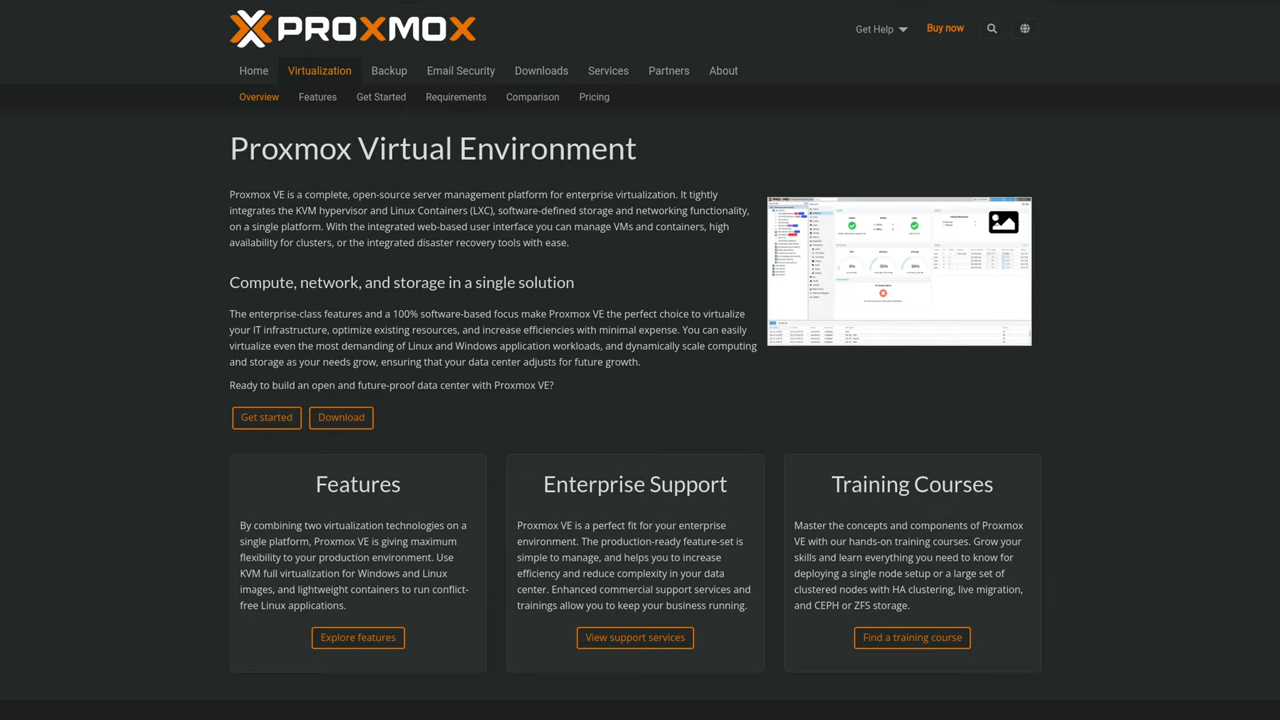 PROXMOX
Get Help
Buy now
Home
Virtualization
Backup
Email Security
Downloads
Services
Partners
About
Overview
Features
Get Started
Requirements
Comparison
Pricing
Proxmox Virtual Environment
Proxmox VE is a complete, open-source server management platform for enterprise virtualization. It tightly
integrates the KVM hypervisor and Linux Containers (LXC), software-defined storage and networking functionality,
on a single platform. With the integrated web-based user interface you can manage VMs and containers, high
availability for clusters, or the integrated disaster recovery tools with ease.
Compute, network, and storage in a single solution
The enterprise-class features and a 100% software-based focus make Proxmox VE the perfect choice to virtualize
your IT infrastructure, optimize existing resources, and increase efficiencies with minimal expense. You can easily
virtualize even the most demanding of Linux and Windows application workloads, and dynamically scale computing
and storage as your needs grow, ensuring that your data center adjusts for future growth.
Ready to build an open and future-proof data center with Proxmox VE?
Get started
Download
Features
By combining two virtualization technologies on a
single platform, Proxmox VE is giving maximum
flexibility to your production environment. Use
KVM full virtualization for Windows and Linux
images, and lightweight containers to run conflict-
free Linux applications.
Explore features
Enterprise Support
Proxmox VE is a perfect fit for your enterprise
environment. The production-ready feature-set is
simple to manage, and helps you to increase
efficiency and reduce complexity in your data
center. Enhanced commercial support services and
trainings allow you to keep your business running.
View support services
Training Courses
Master the concepts and components of Proxmox
VE with our hands-on training courses. Grow your
skills and learn everything you need to know for
deploying a single node setup or a large set of
clustered nodes with HA clustering, live migration,
and CEPH or ZFS storage.
Find a training course